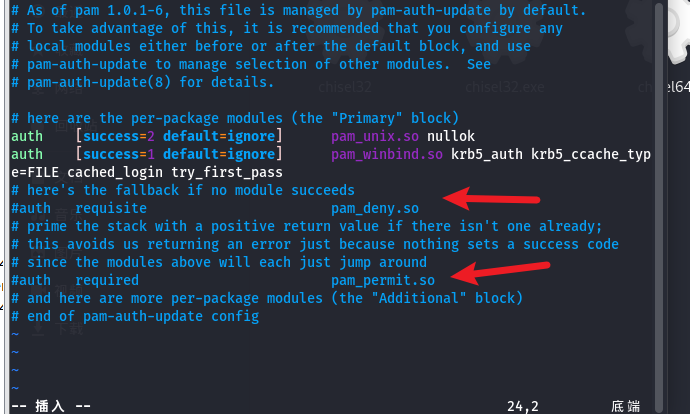 # As of pam 1.0.1-6, this file is managed by pam-auth-update by default.
# To take advantage of this, it is recommended that you configure any
# local modules either before or after the default block, and use
# pam-auth-update to manage selection of other modules.  See
# pam-auth-update(8) for details.
chisel32
chisel32.exe
chisel64
# here are the per-package modules (the "Primary" block)
auth    [success=2 default=ignore]      pam_unix.so nullok
auth    [success=1 default=ignore]      pam_winbind.so krb5_auth krb5_ccache_typ
e=FILE cached_login try_first_pass
# here's the fallback if no module succeeds
#auth   requisite                       pam_deny.so
# prime the stack with a positive return value if there isn't one already;
# this avoids us returning an error just because nothing sets a success code
# since the modules above will each just jump around
#auth   required                        pam_permit.so
# and here are more per-package modules (the "Additional" block)
# end of pam-auth-update config
下载
~
~
~
~
-- 插入 --                                              24,2         底端